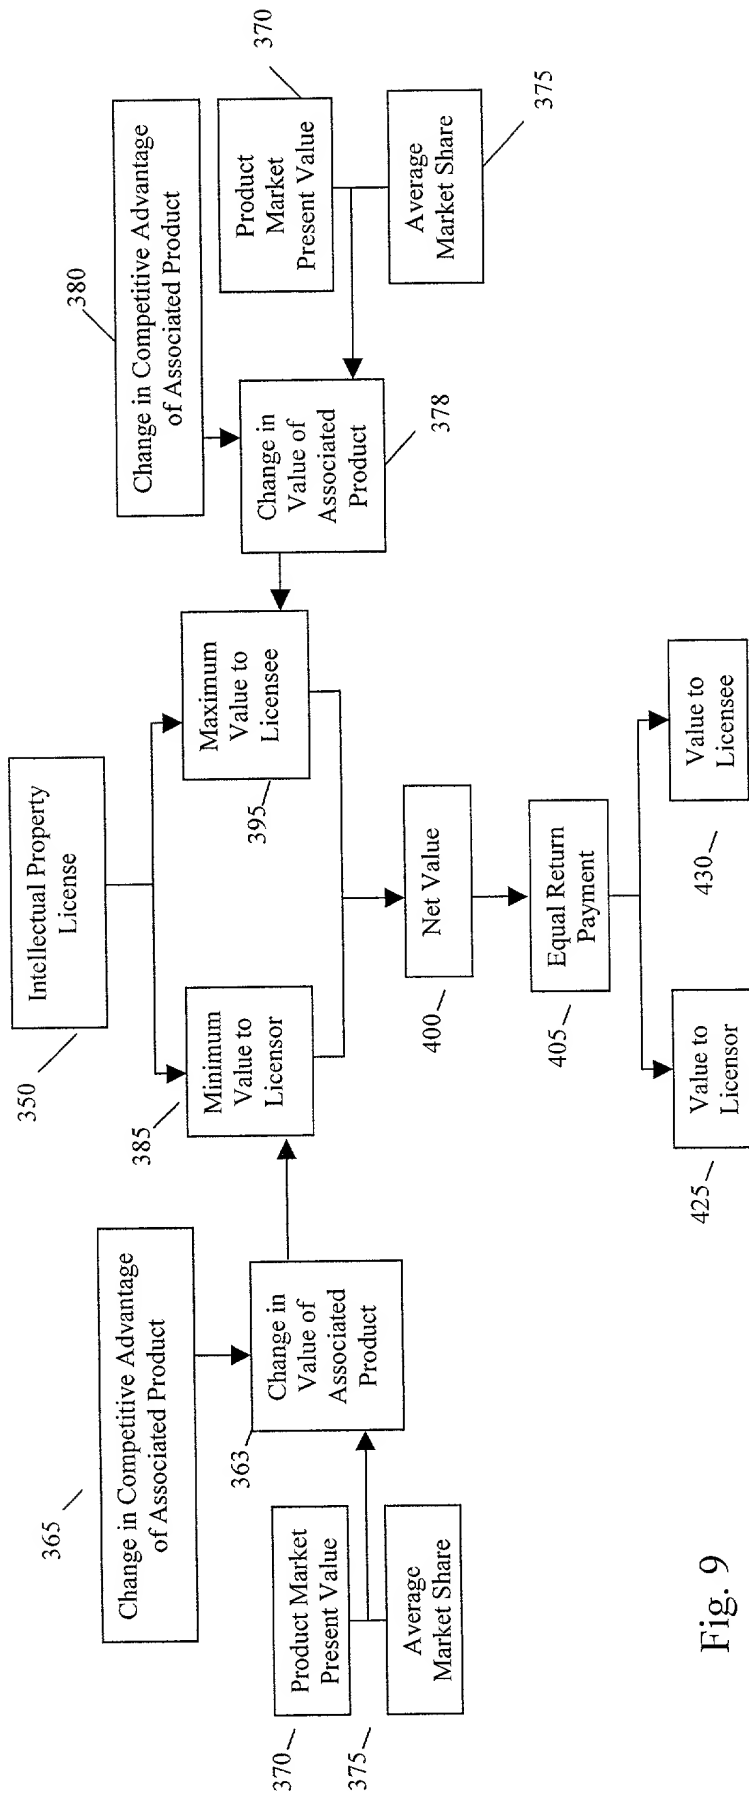 350
Intellectual Property
License
365
Change in Competitive Advantage
of Associated Product
380
Change in Competitive Advantage
of Associated Product
385
Minimum
Value to
Licensor
395
Maximum
Value to
Licensee
370
Product Market
Present Value
375
Average
Market Share
363
Change in
Value of
Associated
Product
Change in
Value of
Associated
Product
378
370
Product
Market
Present Value
375
Average
Market Share
400
Net Value
405
Equal Return
Payment
425
Value to
Licensor
430
Value to
Licensee
Fig. 9